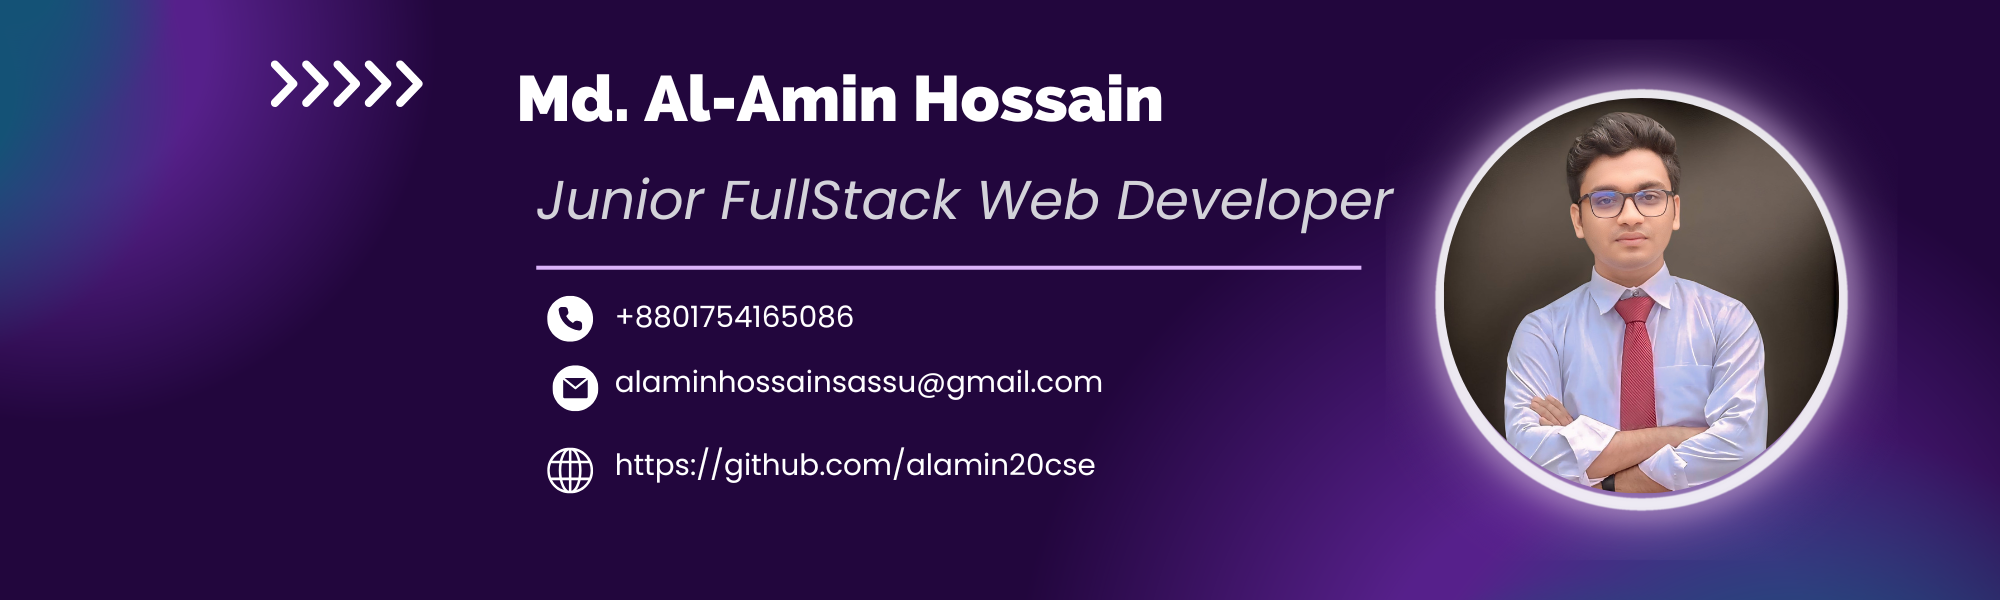 Md. Al-Amin Hossain
Junior FullStack Web Developer
+8801754165086
alaminhossainsassu@gmail.com
https://github.com/alamin20cse